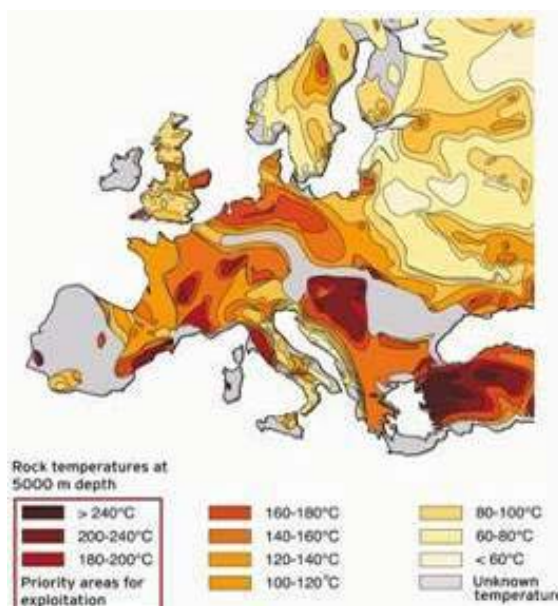 Rock temperatures at
5000 m depth
> 240°C
200-240°C
180-200°C
Priority areas for
exploitation
160-180°C
140-160°C
120-140°C
100-120°C
80-100°C
60-80°C
< 60°C
Unknown
temperature